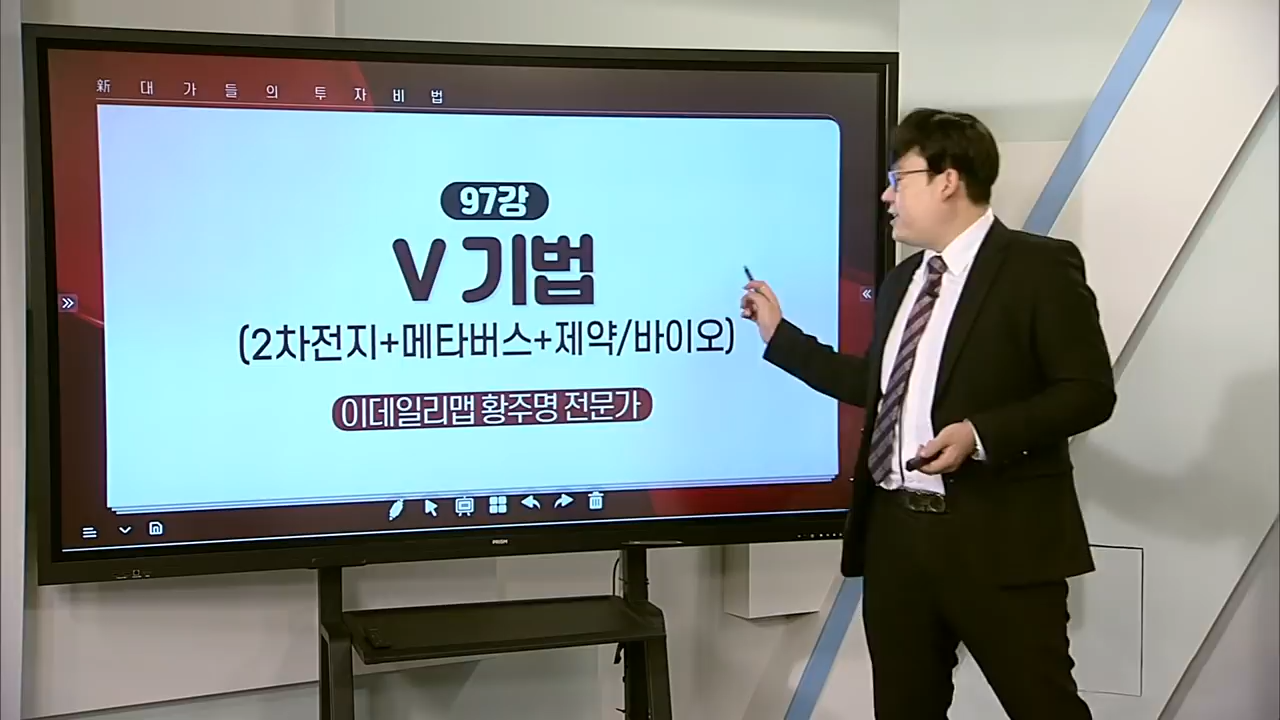 新 대가들의 투자비법
97강
V 기법
(2차전지+메타버스+제약/바이오)
이데일리맵 황주명 전문가
PRISM